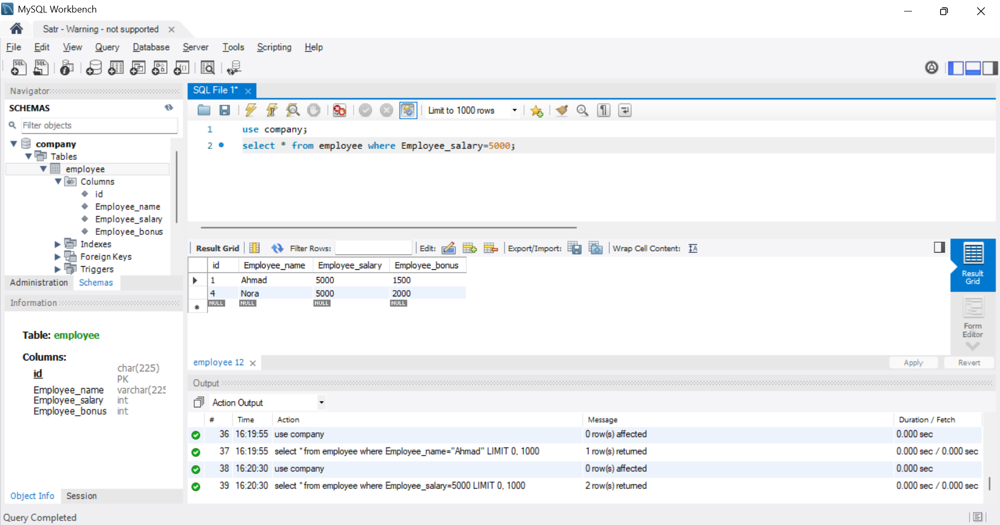 MySQL Workbench
Satr - Warning - not supported
File Edit View Query Database Server Tools Scripting Help
Navigator
SCHEMAS
Filter objects
company
Tables
employee
Columns
id
Employee_name
Employee_salary
Employee_bonus
Indexes
Foreign Keys
Triggers
Administration Schemas
Information
Table: employee
Columns:
id char(225) PK
Employee_name varchar(225
Employee_salary int
Employee_bonus int
Object Info Session
Query Completed
SQL File 1*
Limit to 1000 rows
1 use company;
2 select * from employee where Employee_salary=5000;
Result Grid Filter Rows: Edit: Export/Import: Wrap Cell Content:
id Employee_name Employee_salary Employee_bonus
1 Ahmad 5000 1500
4 Nora 5000 2000
NULL NULL NULL NULL
Result Grid
Form Editor
employee 12
Apply Revert
Output
Action Output
# Time Action Message Duration / Fetch
36 16:19:55 use company 0 row(s) affected 0.000 sec
37 16:19:55 select * from employee where Employee_name="Ahmad" LIMIT 0, 1000 1 row(s) returned 0.000 sec / 0.000 sec
38 16:20:30 use company 0 row(s) affected 0.000 sec
39 16:20:30 select * from employee where Employee_salary=5000 LIMIT 0, 1000 2 row(s) returned 0.000 sec / 0.000 sec